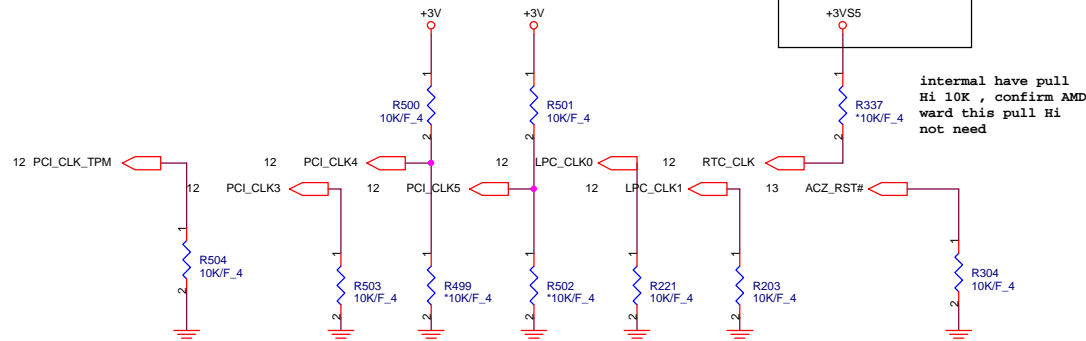 +3V
+3V
+3VS5
1
R500
10K/F_4
2
1
R501
10K/F_4
2
1
R337
*10K/F_4
2
intermal have pull
Hi 10K , confirm AMD
ward this pull Hi
not need
12 PCI_CLK_TPM
12 PCI_CLK4
12 LPC_CLK0
12 RTC_CLK
12 PCI_CLK3
12 PCI_CLK5
12 LPC_CLK1
13 ACZ_RST#
1
R504
10K/F_4
2
1
R503
10K/F_4
2
1
R499
*10K/F_4
2
1
R502
*10K/F_4
2
1
R221
10K/F_4
2
1
R203
10K/F_4
2
1
R304
10K/F_4
2